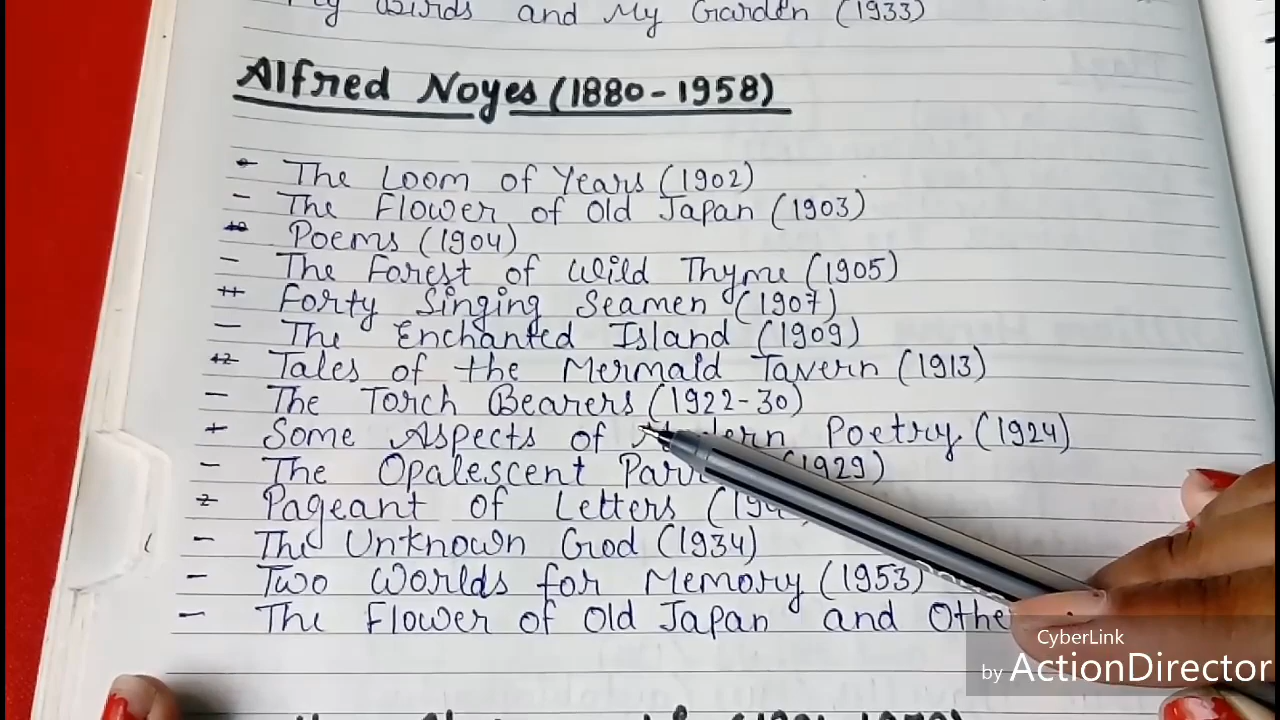 Birds and My Garden (1933)
Alfred Noyes (1880-1958)
- The Loom of Years (1902)
- The Flower of Old Japan (1903)
Poems (1904)
- The Forest of Wild Thyme (1905)
Forty Singing Seamen (1907)
- The Enchanted Island (1909)
Tales of the Mermald Tavern (1913)
- The Torch Bearers (1922-30)
+ Some Aspects of Poetry (1924)
- The Opalescent (1929)
Pageant of Letters
- The Unknown God (1934)
- Two Worlds for Memory (1953)
- The Flower of Old Japan and
CyberLink
by ActionDirector